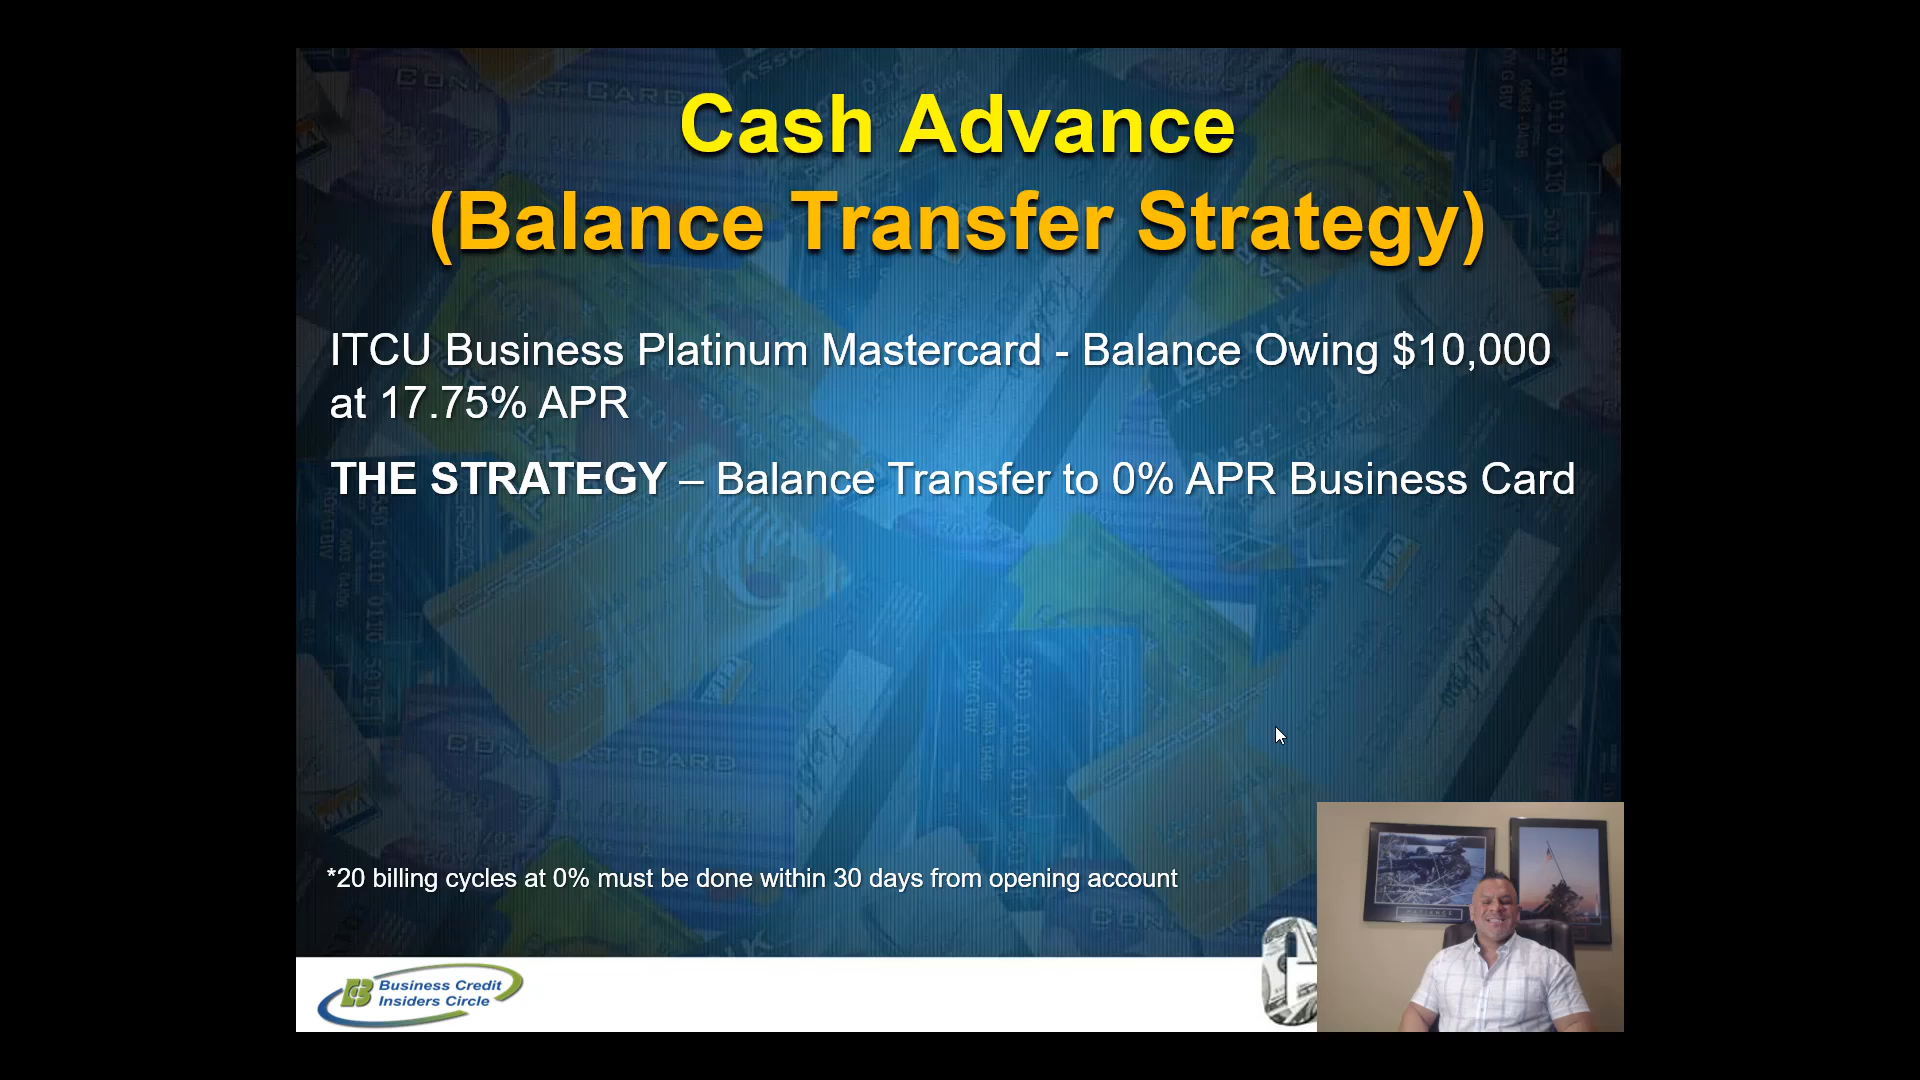 Cash Advance
(Balance Transfer Strategy)
ITCU Business Platinum Mastercard - Balance Owing $10,000
at 17.75% APR
THE STRATEGY – Balance Transfer to 0% APR Business Card
*20 billing cycles at 0% must be done within 30 days from opening account
Business Credit
Insiders Circle